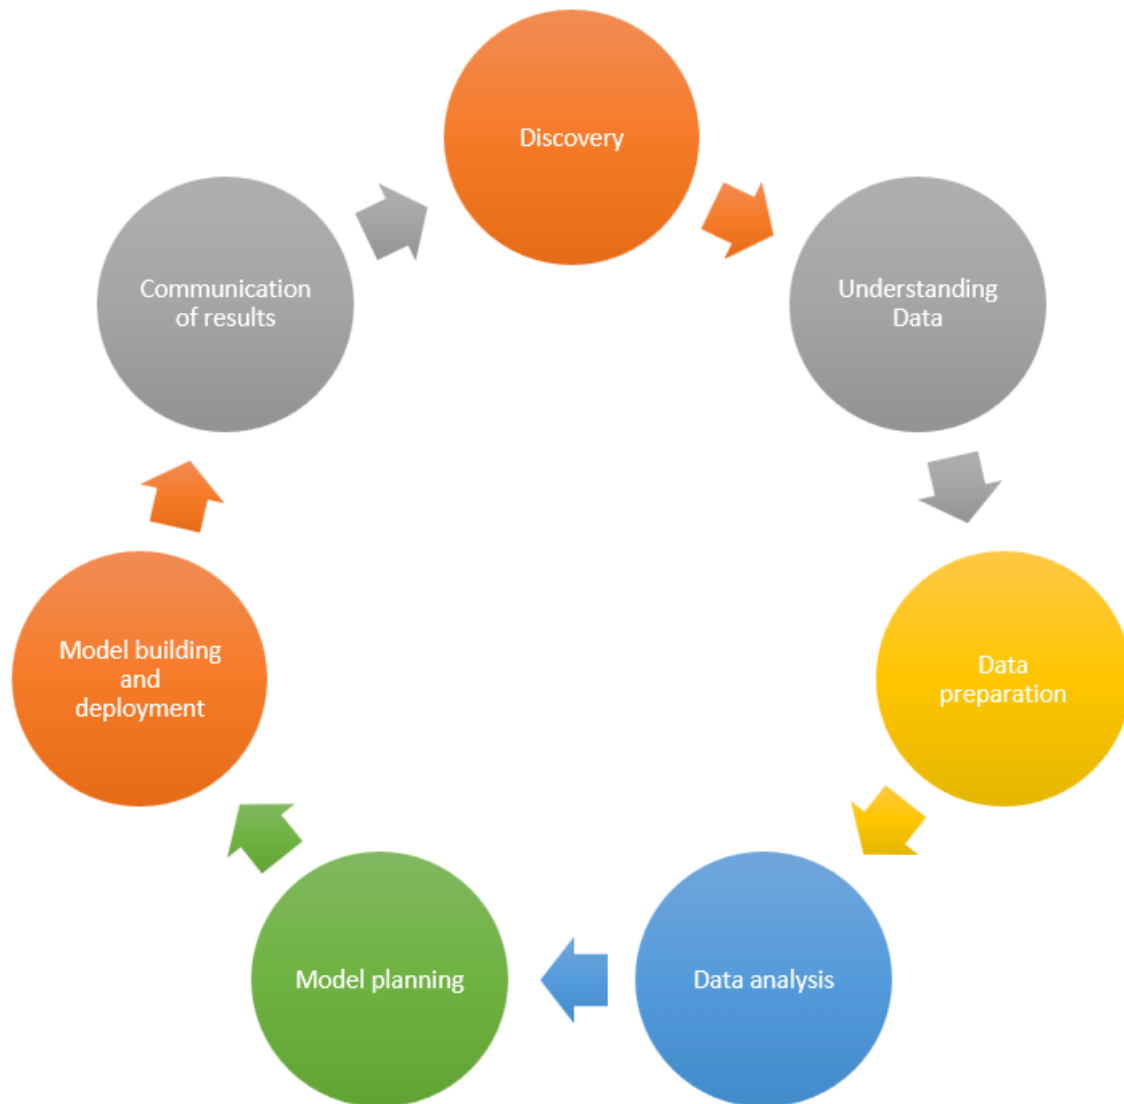 Discovery
Understanding
Data
Data
preparation
Data analysis
Model planning
Model building
and
deployment
Communication
of results